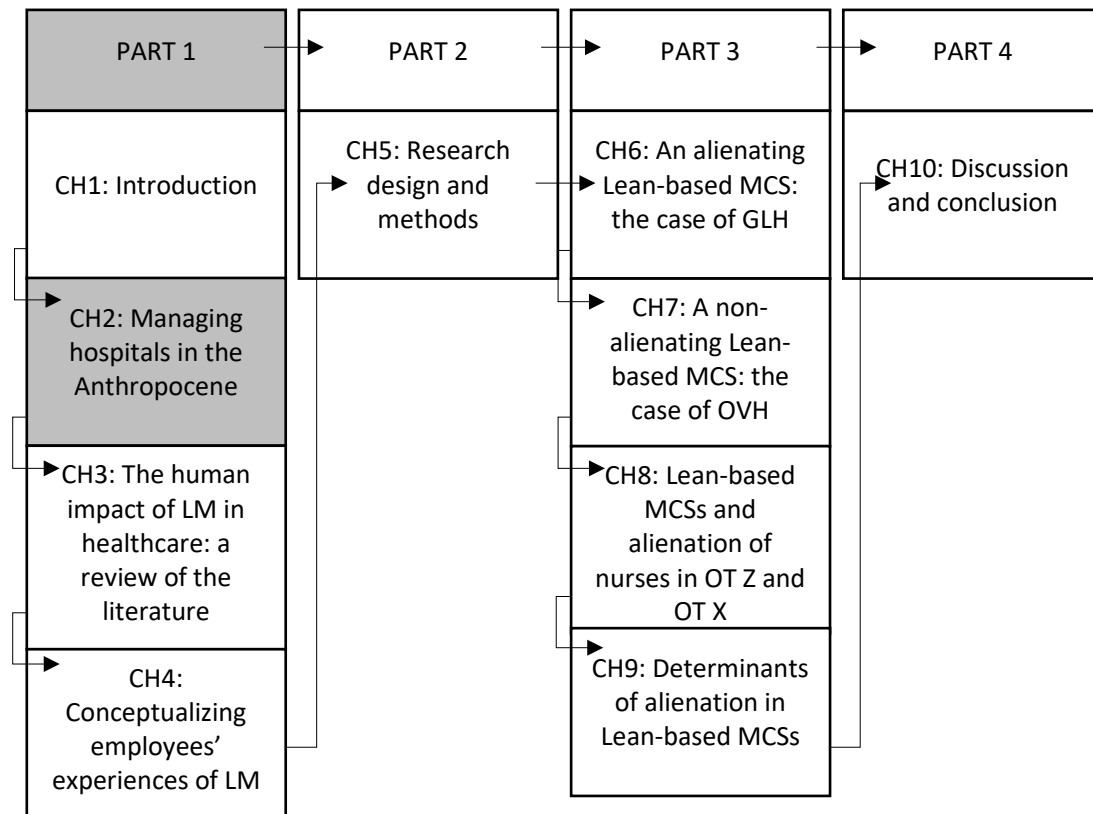 PART 1
PART 2
PART 3
PART 4
CH1: Introduction
CH2: Managing
hospitals in the
Anthropocene
CH3: The human
impact of LM in
healthcare: a
review of the
literature
CH4:
Conceptualizing
employees’
experiences of LM
CH5: Research
design and
methods
CH6: An alienating
Lean-based MCS:
the case of GLH
CH7: A non-
alienating Lean-
based MCS: the
case of OVH
CH8: Lean-based
MCSs and
alienation of
nurses in OT Z and
OT X
CH9: Determinants
of alienation in
Lean-based MCSs
CH10: Discussion
and conclusion